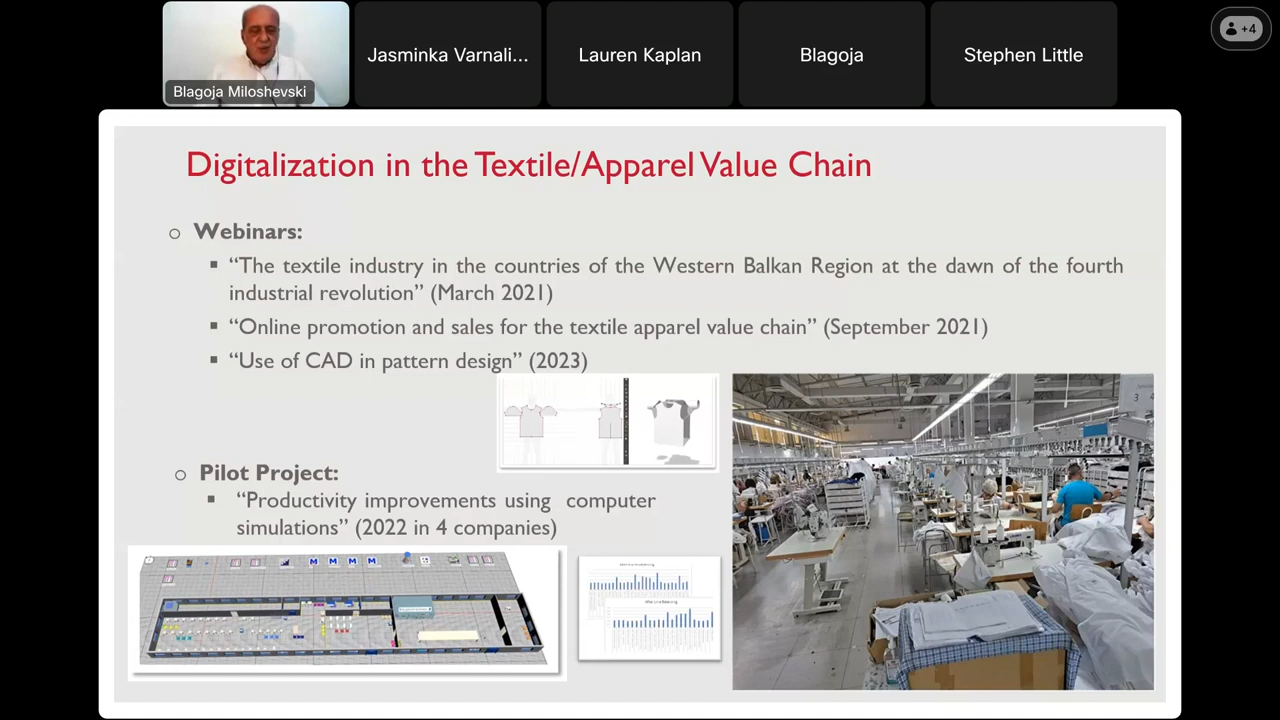 Blagoja Miloshevski
Jasminka Varnali...
Lauren Kaplan
Blagoja
Stephen Little
+4
Digitalization in the Textile/Apparel Value Chain
Webinars:
“The textile industry in the countries of the Western Balkan Region at the dawn of the fourth
industrial revolution” (March 2021)
“Online promotion and sales for the textile apparel value chain” (September 2021)
“Use of CAD in pattern design” (2023)
Pilot Project:
“Productivity improvements using computer
simulations” (2022 in 4 companies)
M M M M
3